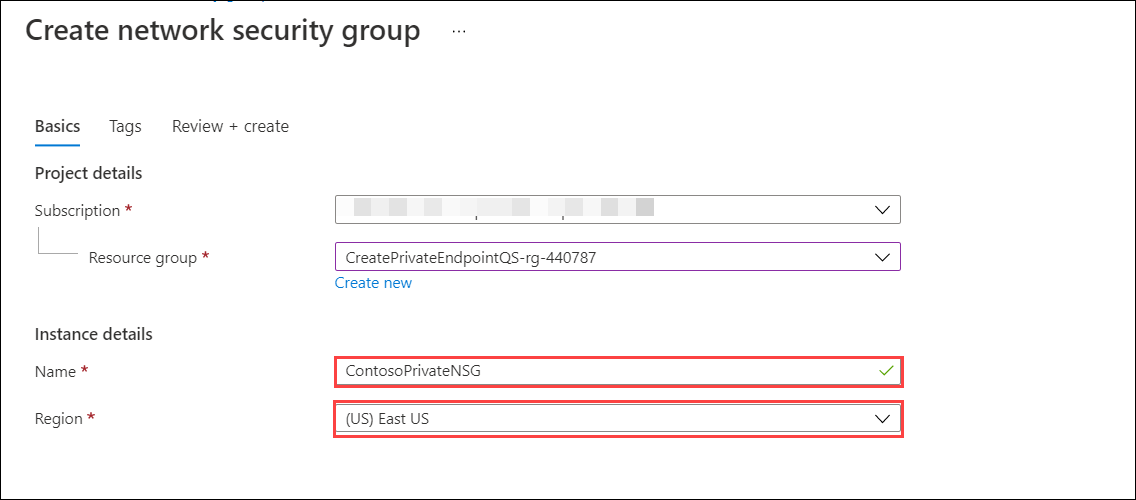 Create network security group ...
Basics Tags Review + create
Project details
Subscription *
Resource group * CreatePrivateEndpointQS-rg-440787
Create new
Instance details
Name * ContosoPrivateNSG
Region * (US) East US